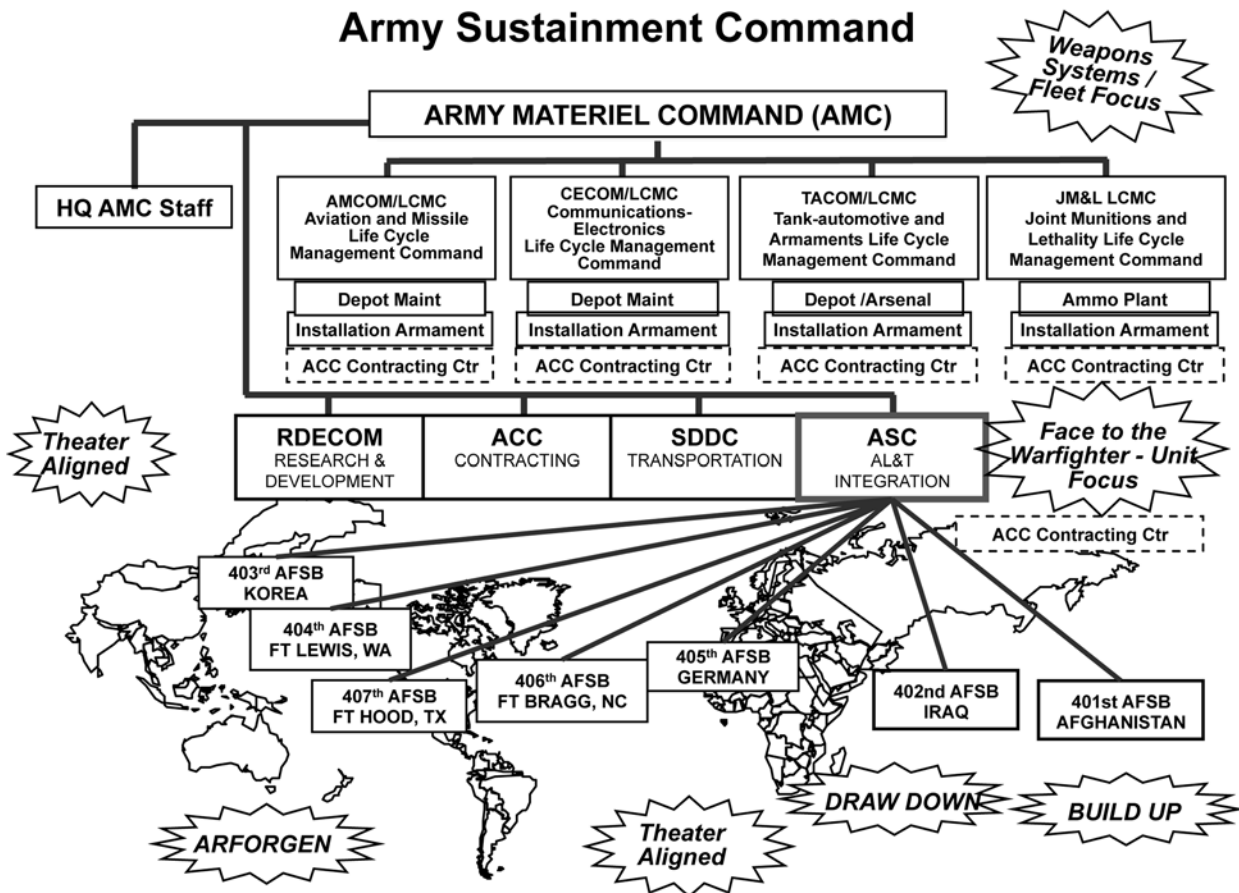 Army Sustainment Command
Weapons
Systems /
Fleet Focus
ARMY MATERIEL COMMAND (AMC)
HQ AMC Staff
AMCOM/LCMC
Aviation and Missile
Life Cycle
Management Command
Depot Maint
Installation Armament
ACC Contracting Ctr
CECOM/LCMC
Communications-
Electronics
Life Cycle Management
Command
Depot Maint
Installation Armament
ACC Contracting Ctr
TACOM/LCMC
Tank-automotive and
Armaments Life Cycle
Management Command
Depot /Arsenal
Installation Armament
ACC Contracting Ctr
JM&L LCMC
Joint Munitions and
Lethality Life Cycle
Management Command
Ammo Plant
Installation Armament
ACC Contracting Ctr
Theater
Aligned
RDECOM
RESEARCH &
DEVELOPMENT
ACC
CONTRACTING
SDDC
TRANSPORTATION
ASC
AL&T
INTEGRATION
Face to the
Warfighter - Unit
Focus
ACC Contracting Ctr
403rd AFSB
KOREA
404th AFSB
FT LEWIS, WA
407th AFSB
FT HOOD, TX
406th AFSB
FT BRAGG, NC
405th AFSB
GERMANY
402nd AFSB
IRAQ
401st AFSB
AFGHANISTAN
ARFORGEN
Theater
Aligned
DRAW DOWN
BUILD UP